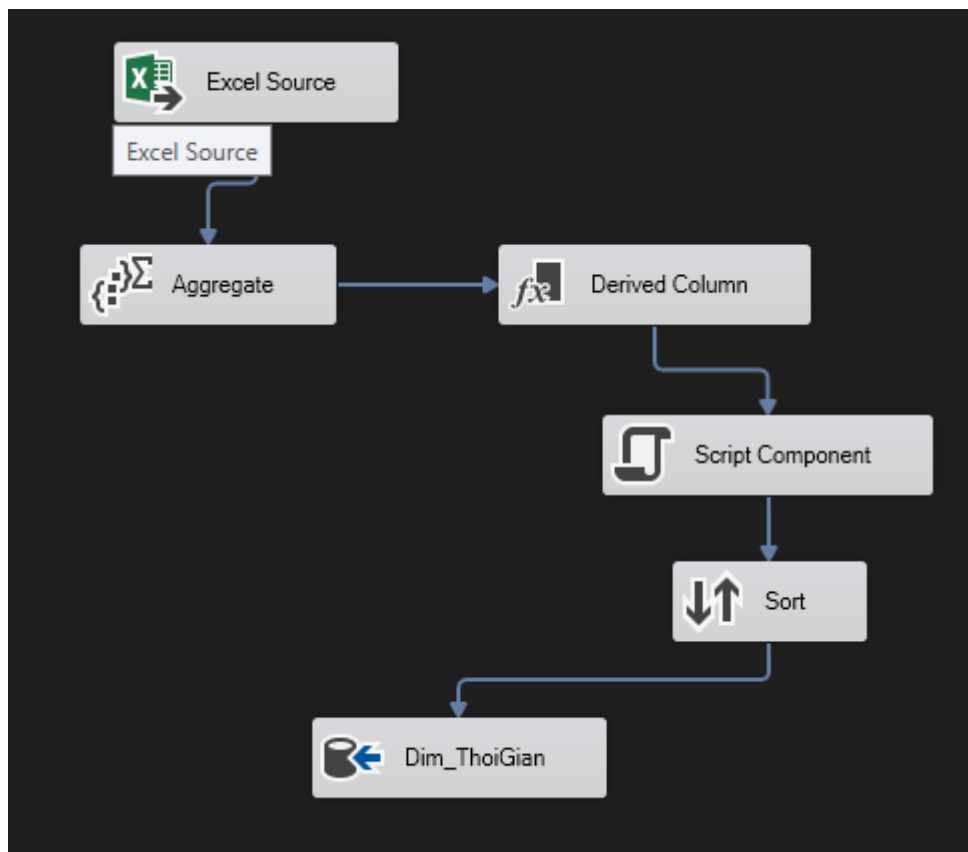 Excel Source
Excel Source
Aggregate
Derived Column
Script Component
Sort
Dim_ThoiGian